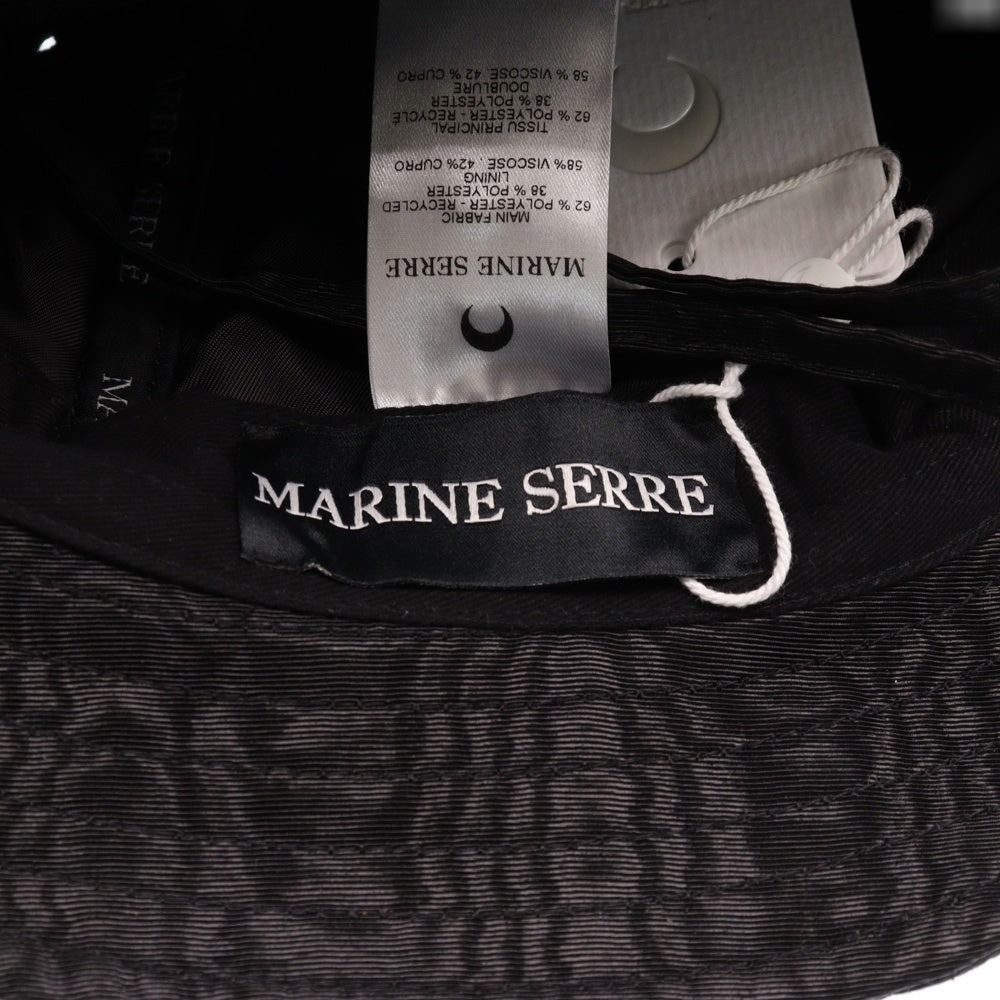 MARINE SERRE
MARINE SERRE
MAIN FABRIC
62 % POLYESTER - RECYCLED
38 % POLYESTER
LINING
58% VISCOSE . 42% CUPRO
TISSU PRINCIPAL
62 % POLYESTER - RECYCLÉ
38 % POLYESTER
DOUBLURE
58 % VISCOSE. 42 % CUPRO